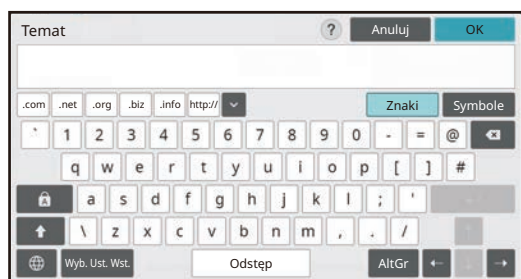 Temat ? Anuluj OK
.com .net .org .biz .info http:// Znaki Symbole
` 1 2 3 4 5 6 7 8 9 0 - = @
q w e r t y u i o p [ ] #
A a s d f g h j k l ; '
\ z x c v b n m , . /
Wyb. Ust. Wst. Odstęp AltGr